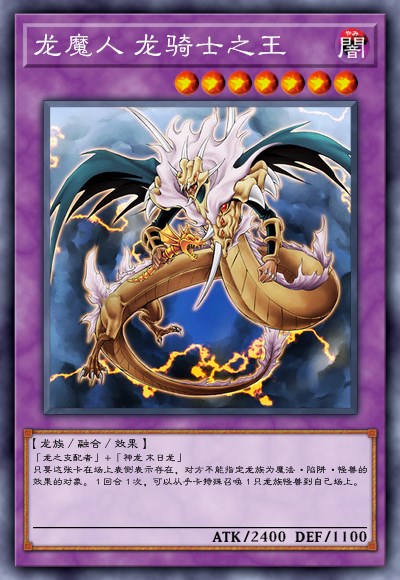 龙魔人 龙骑士之王
やみ
闇
【龙族／融合／效果】
「龙之支配者」+「神龙 末日龙」
只要这张卡在场上表侧表示存在，对方不能指定龙族为魔法·陷阱·怪兽的
效果的对象。1回合1次，可以从手卡特殊召唤1只龙族怪兽到自己场上。
ATK/2400 DEF/1100